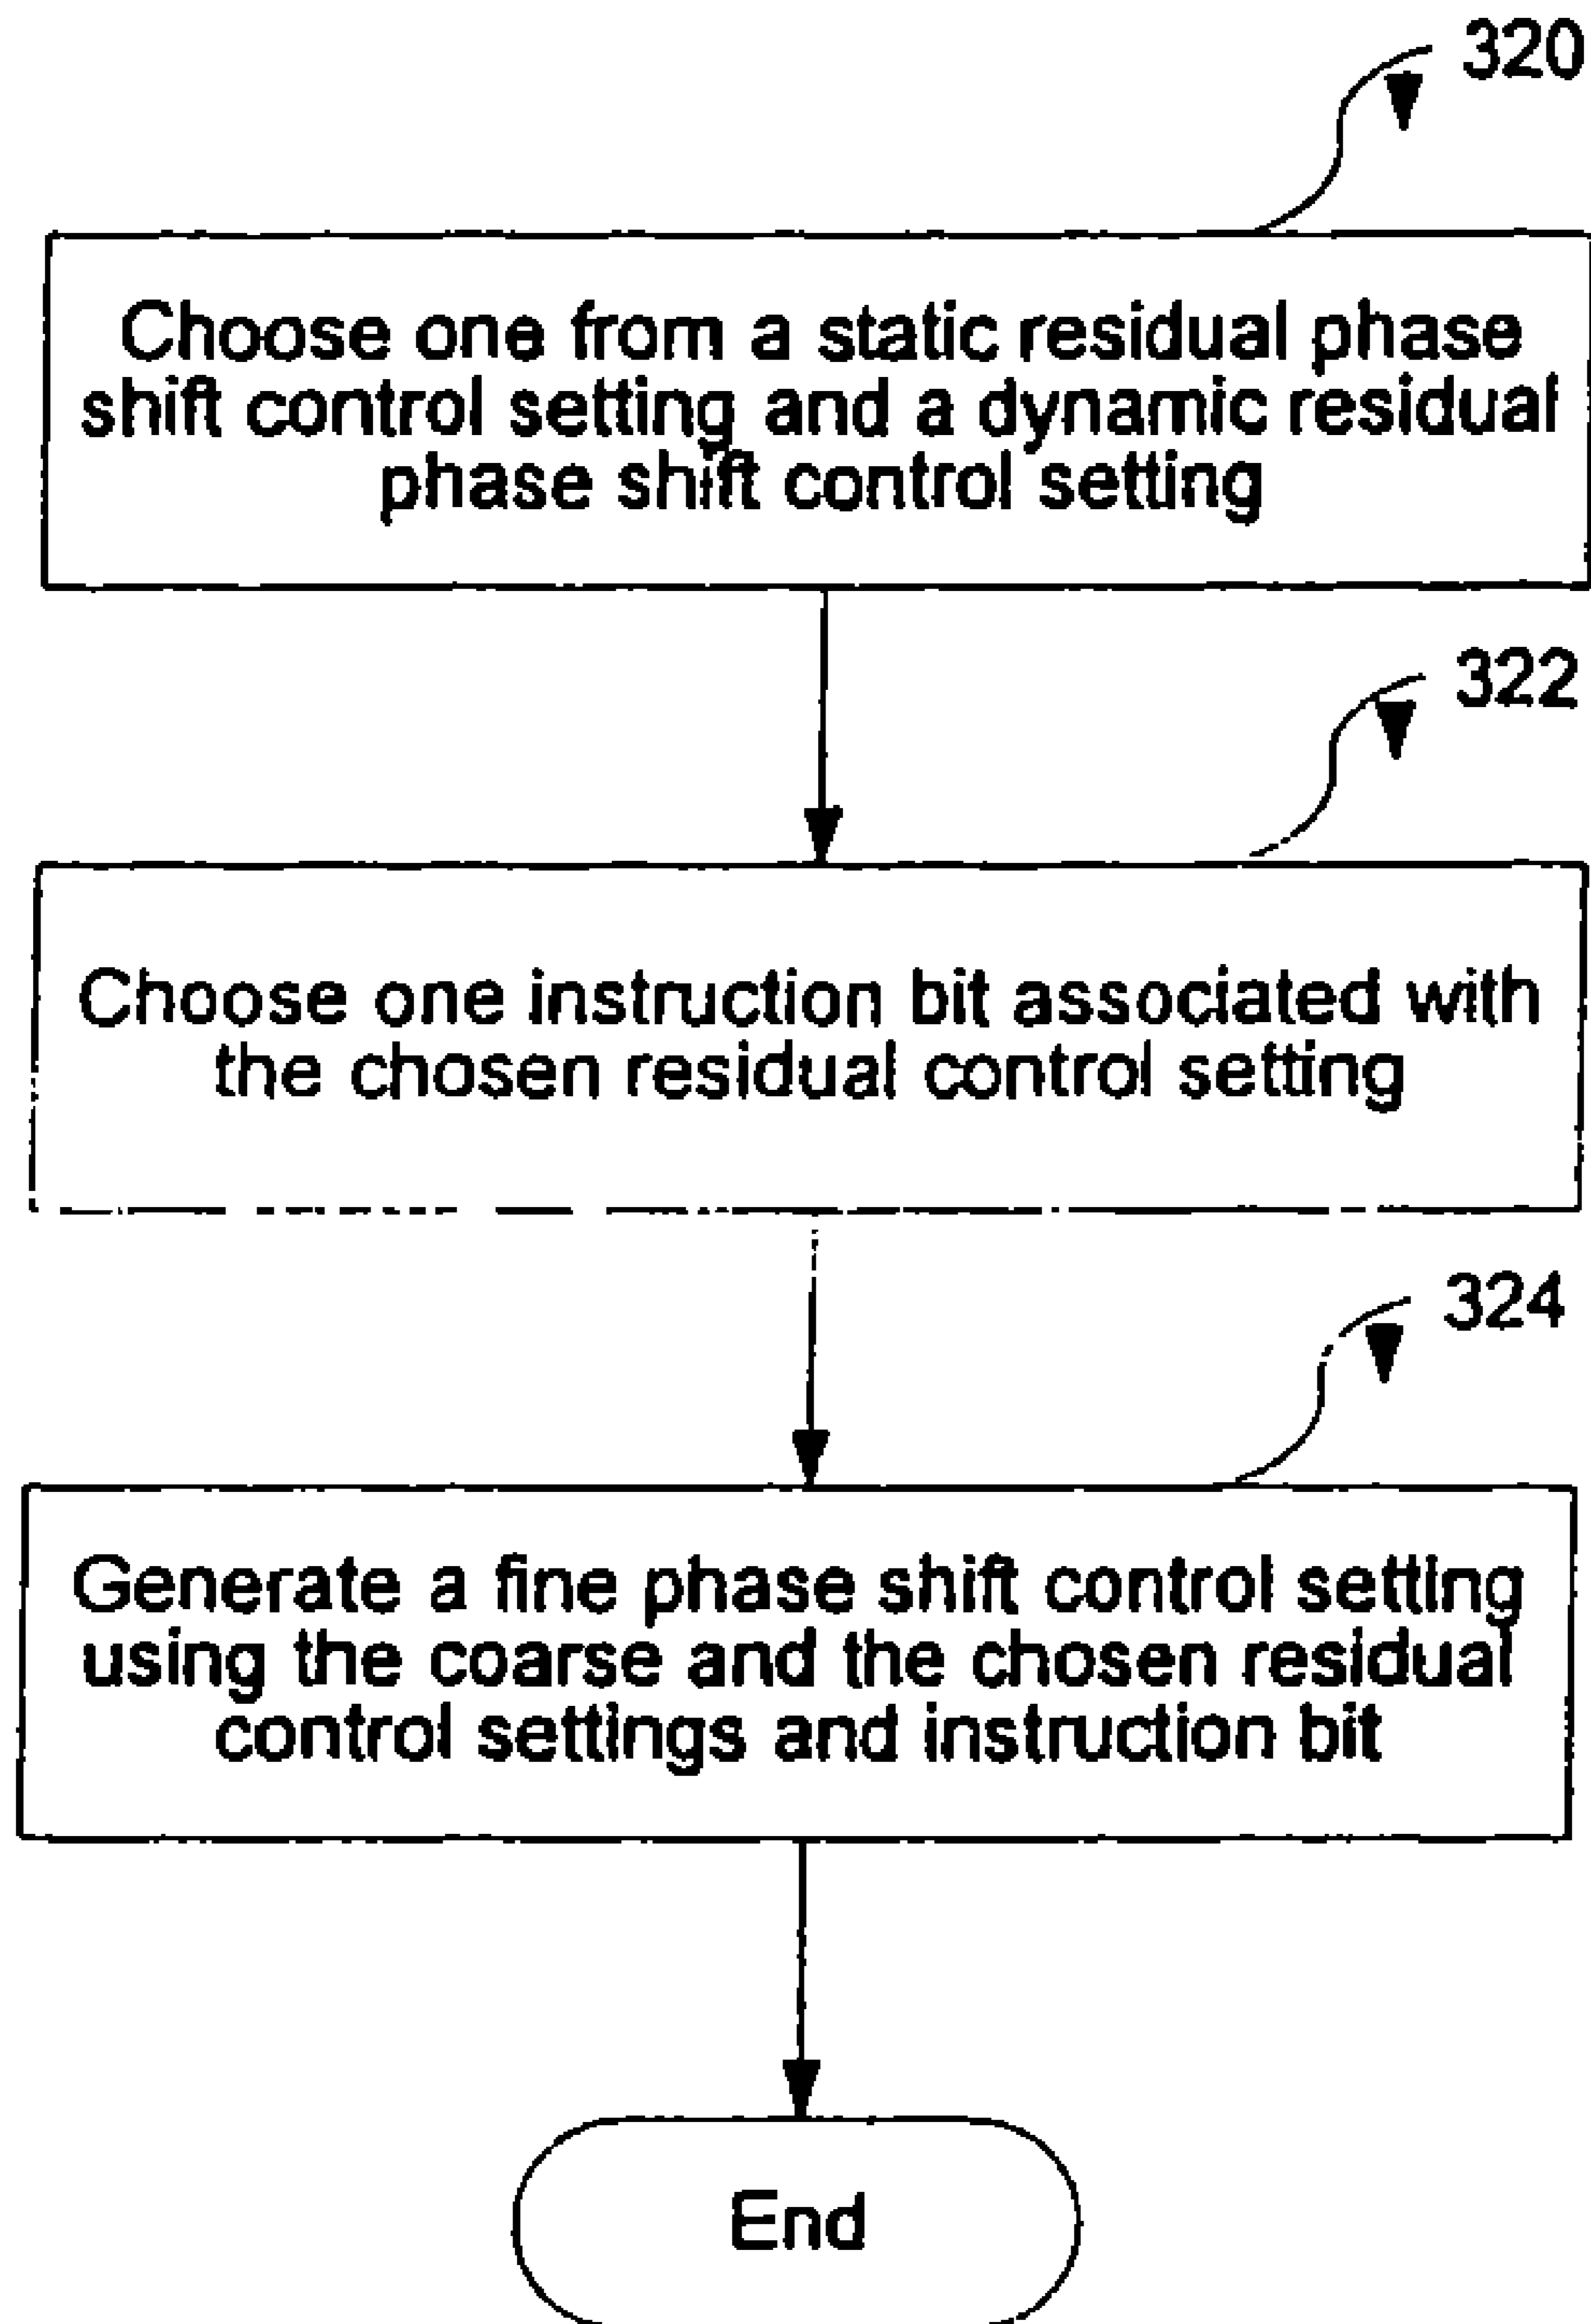 320
Choose one from a static residual phase
shift control setting and a dynamic residual
phase shift control setting
322
Choose one instruction bit associated with
the chosen residual control setting
324
Generate a fine phase shift control setting
using the coarse and the chosen residual
control settings and instruction bit
End